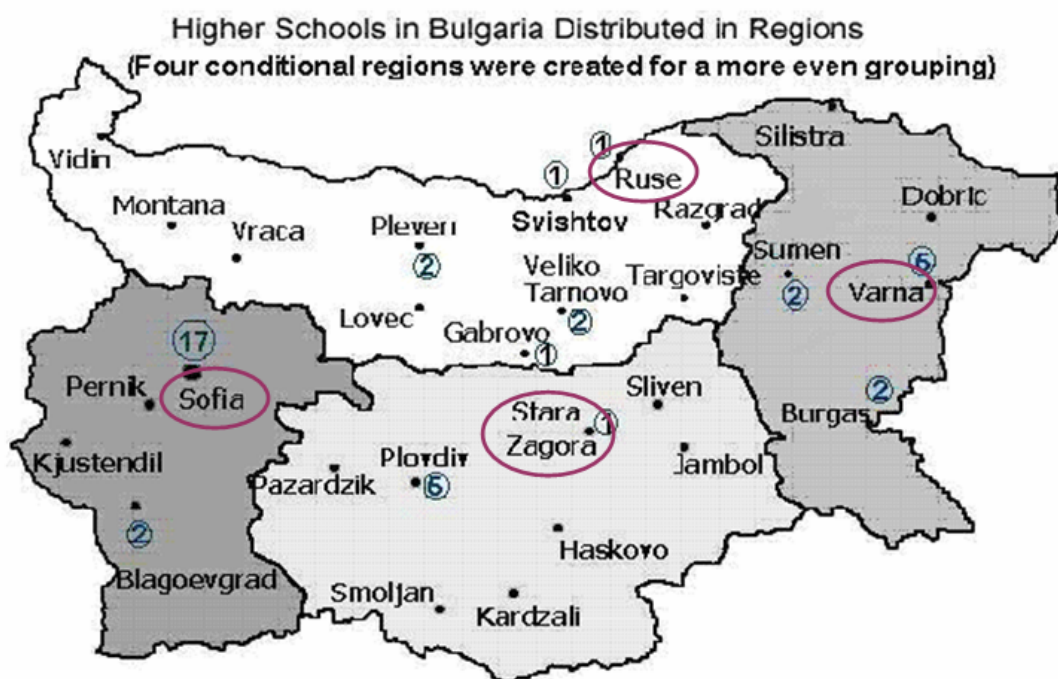 Higher Schools in Bulgaria Distributed in Regions
(Four conditional regions were created for a more even grouping)
Silistra
Vidin
1
1
Ruse
Montana
Svishtov
Razgrad
Dobric
Vraca
Pleven
2
Veliko
Tarnovo
2
Targoviste
Sumen
2
5
Varna
Lovec
Gabrovo
1
17
Pernik
Sofia
Stara
Zagora
1
Sliven
2
Burgas
Kjustendil
Pazardzik
Plovdiv
5
Jambol
2
Haskovo
Blagoevgrad
Smoljan
Kardzali